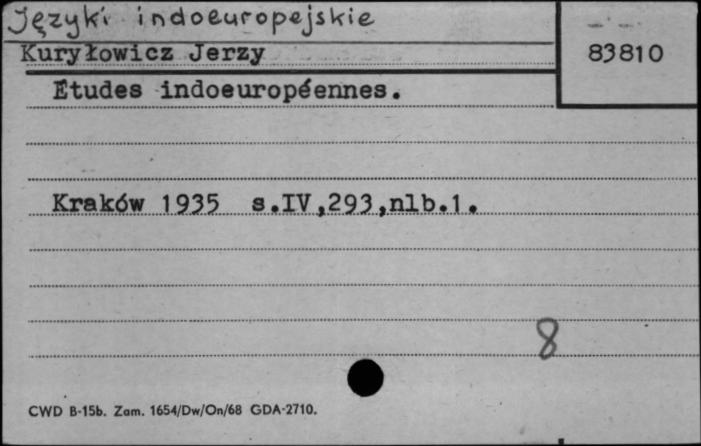 Języki indoeuropejskie
83810
Kuryłowicz Jerzy
Etudes indoeuropéennes.
Kraków 1935 s.IV,293,nlb.1.
8
CWD B-15b. Zam. 1654/Dw/On/68 GDA-2710.